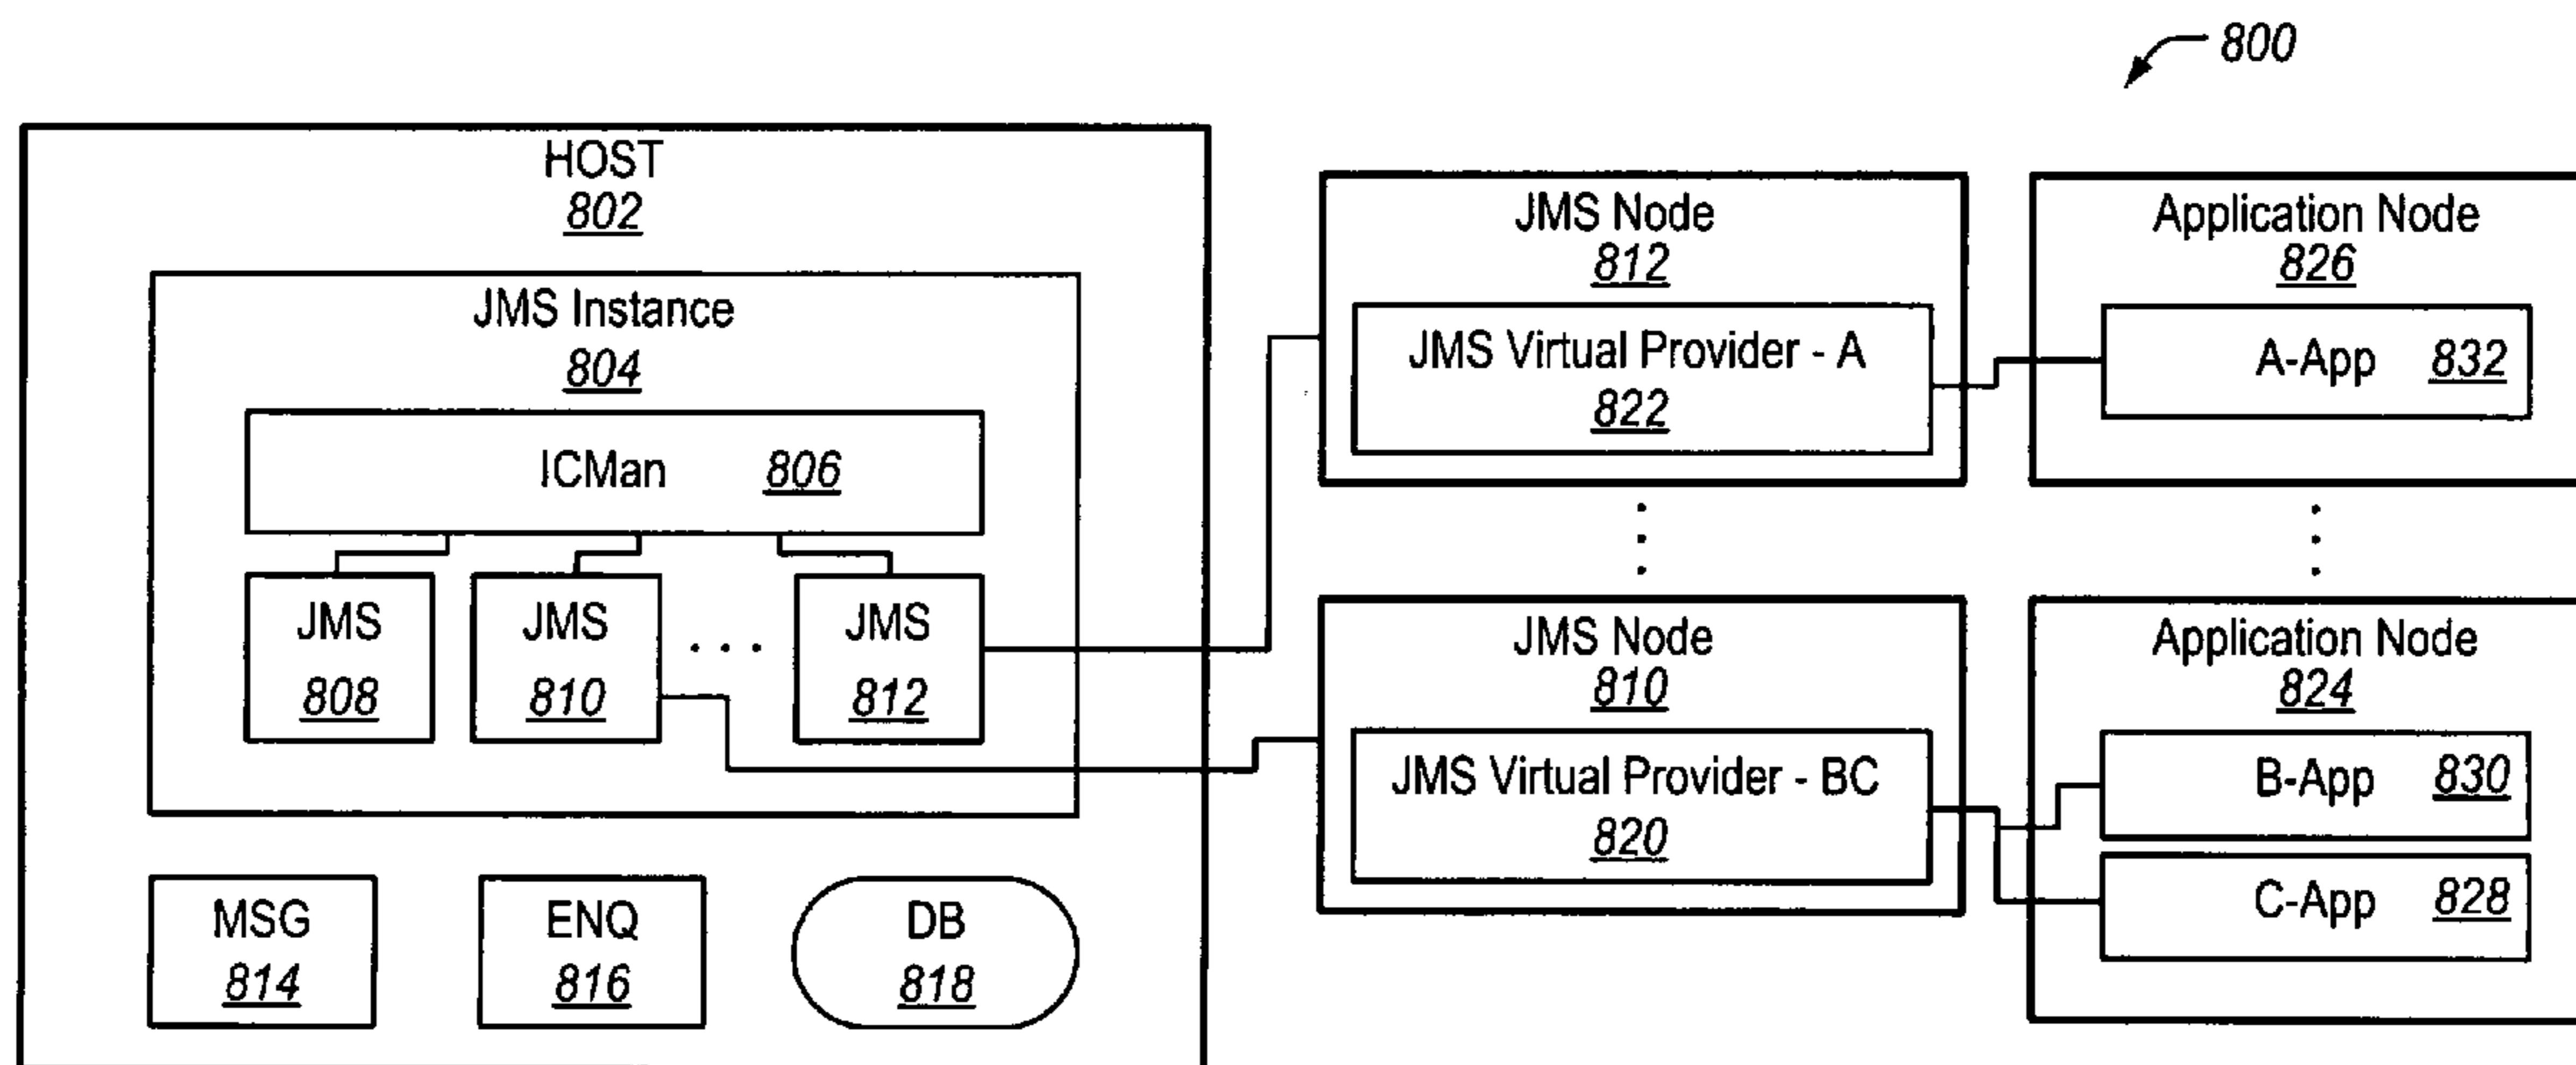 800
HOST
802
JMS Instance
804
ICMan 806
JMS
808
JMS
810
JMS
812
MSG
814
ENQ
816
DB
818
JMS Node
812
JMS Virtual Provider - A
822
Application Node
826
A-App 832
JMS Node
810
JMS Virtual Provider - BC
820
Application Node
824
B-App 830
C-App 828